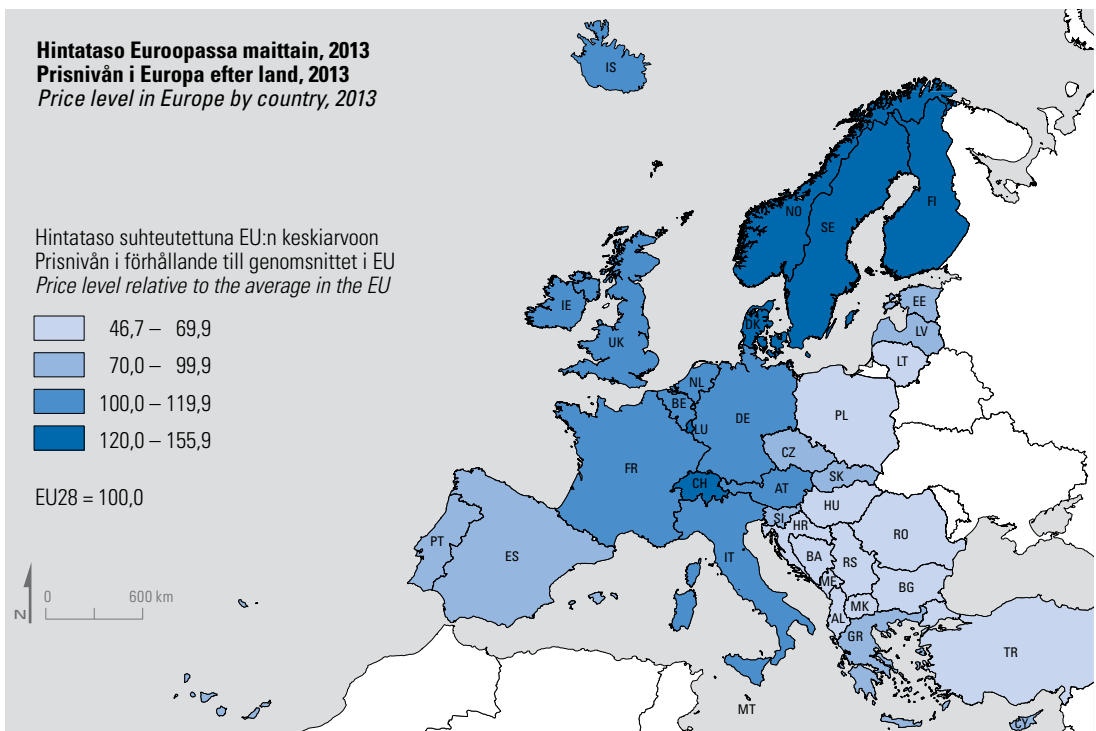 Hintataso Euroopassa maittain, 2013
Prisnivån i Europa efter land, 2013
Price level in Europe by country, 2013
Hintataso suhteutettuna EU:n keskiarvoon
Prisnivån i förhållande till genomsnittet i EU
Price level relative to the average in the EU
46,7 – 69,9
70,0 – 99,9
100,0 – 119,9
120,0 – 155,9
EU28 = 100,0
N
0 600 km
IS
NO
SE
FI
DK
EE
LV
LT
IE
UK
NL
BE
LU
DE
PL
CZ
SK
FR
CH
AT
HU
SI
HR
RO
PT
ES
IT
BA
RS
ME
BG
MK
AL
GR
TR
MT
CY